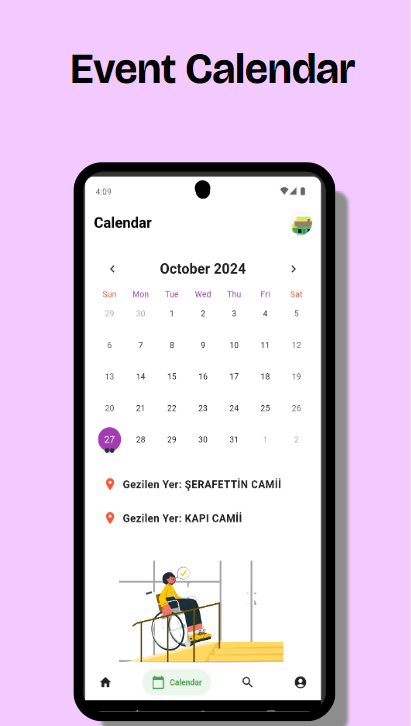 Event Calendar
4:09
Calendar
October 2024
Sun Mon Tue Wed Thu Fri Sat
29 30 1 2 3 4 5
6 7 8 9 10 11 12
13 14 15 16 17 18 19
20 21 22 23 24 25 26
27 28 29 30 31 1 2
Gezilen Yer: ŞERAFETTİN CAMİİ
Gezilen Yer: KAPI CAMİİ
Calendar